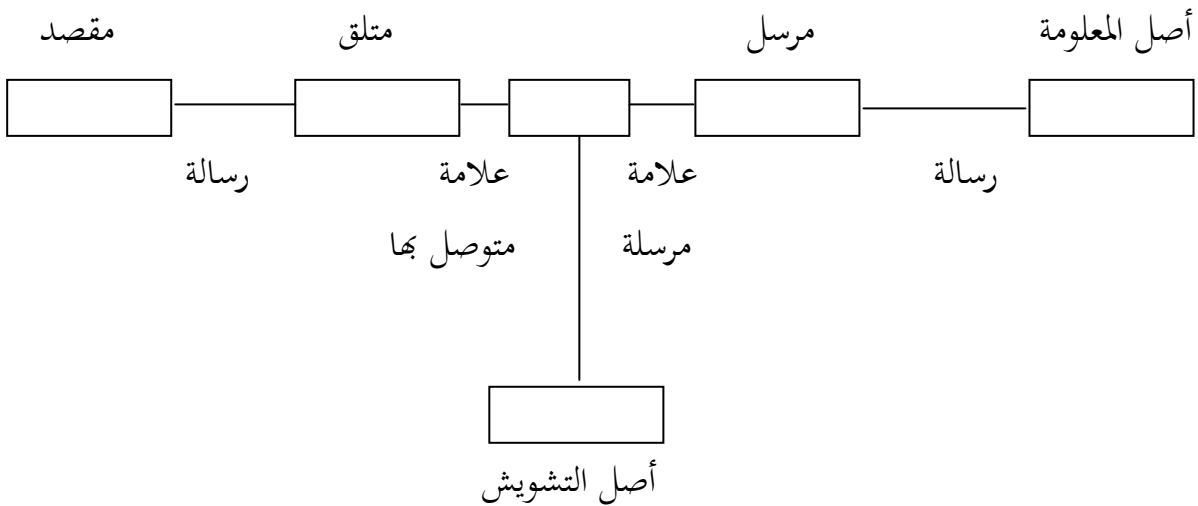 أصل المعلومة مرسل متلق مقصد
رسالة علامة علامة رسالة
مرسلة متوصل بها
أصل التشويش